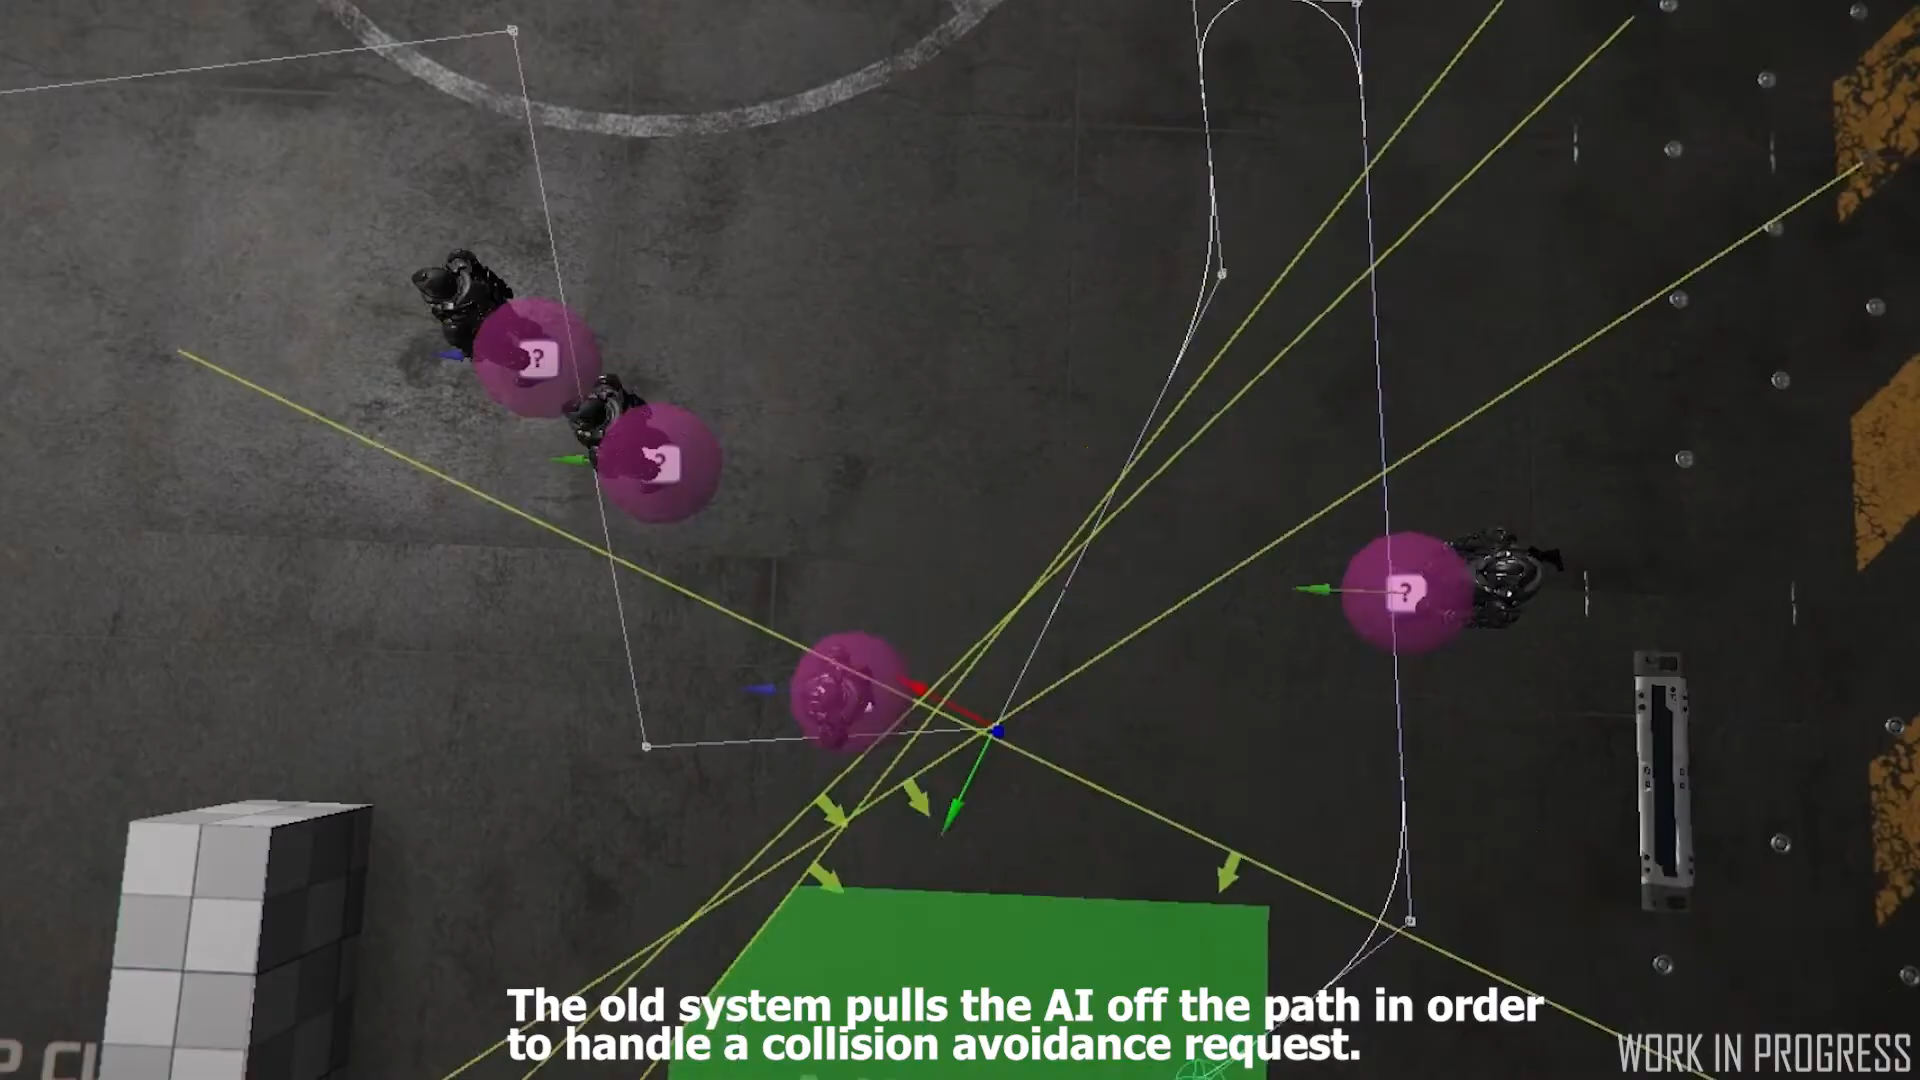 ?
?
?
The old system pulls the AI off the path in order
to handle a collision avoidance request.
WORK IN PROGRESS